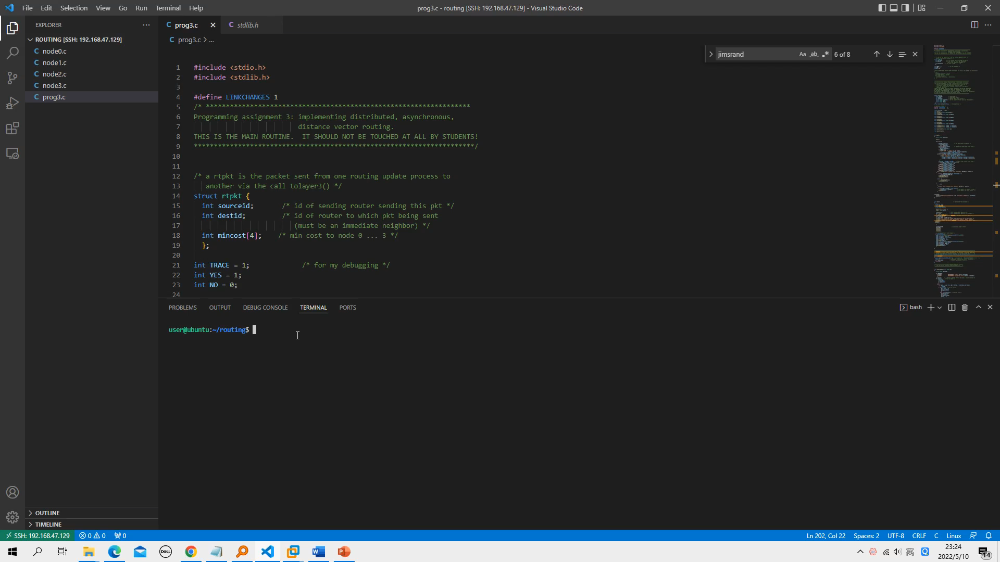 File Edit Selection View Go Run Terminal Help
prog3.c - routing [SSH: 192.168.47.129] - Visual Studio Code
EXPLORER
ROUTING [SSH: 192.168.47.129]
C node0.c
C node1.c
C node2.c
C node3.c
C prog3.c
OUTLINE
TIMELINE
C prog3.c
C stdlib.h
C prog3.c > ...
jimsrand
Aa ab .* 6 of 8
1 #include <stdio.h>
2 #include <stdlib.h>
3
4 #define LINKCHANGES 1
5 /* ******************************************************************
6 Programming assignment 3: implementing distributed, asynchronous,
7 distance vector routing.
8 THIS IS THE MAIN ROUTINE.  IT SHOULD NOT BE TOUCHED AT ALL BY STUDENTS!
9 **********************************************************************/
10
11
12 /* a rtpkt is the packet sent from one routing update process to
13 another via the call tolayer3() */
14 struct rtpkt {
15 int sourceid; /* id of sending router sending this pkt */
16 int destid; /* id of router to which pkt being sent
17 (must be an immediate neighbor) */
18 int mincost[4]; /* min cost to node 0 ... 3 */
19 };
20
21 int TRACE = 1; /* for my debugging */
22 int YES = 1;
23 int NO = 0;
24
PROBLEMS OUTPUT DEBUG CONSOLE TERMINAL PORTS
bash
user@ubuntu:~/routing$
SSH: 192.168.47.129 0 0 0
Ln 202, Col 22 Spaces: 2 UTF-8 CRLF C Linux
DELL
英
23:24
2022/5/10
14